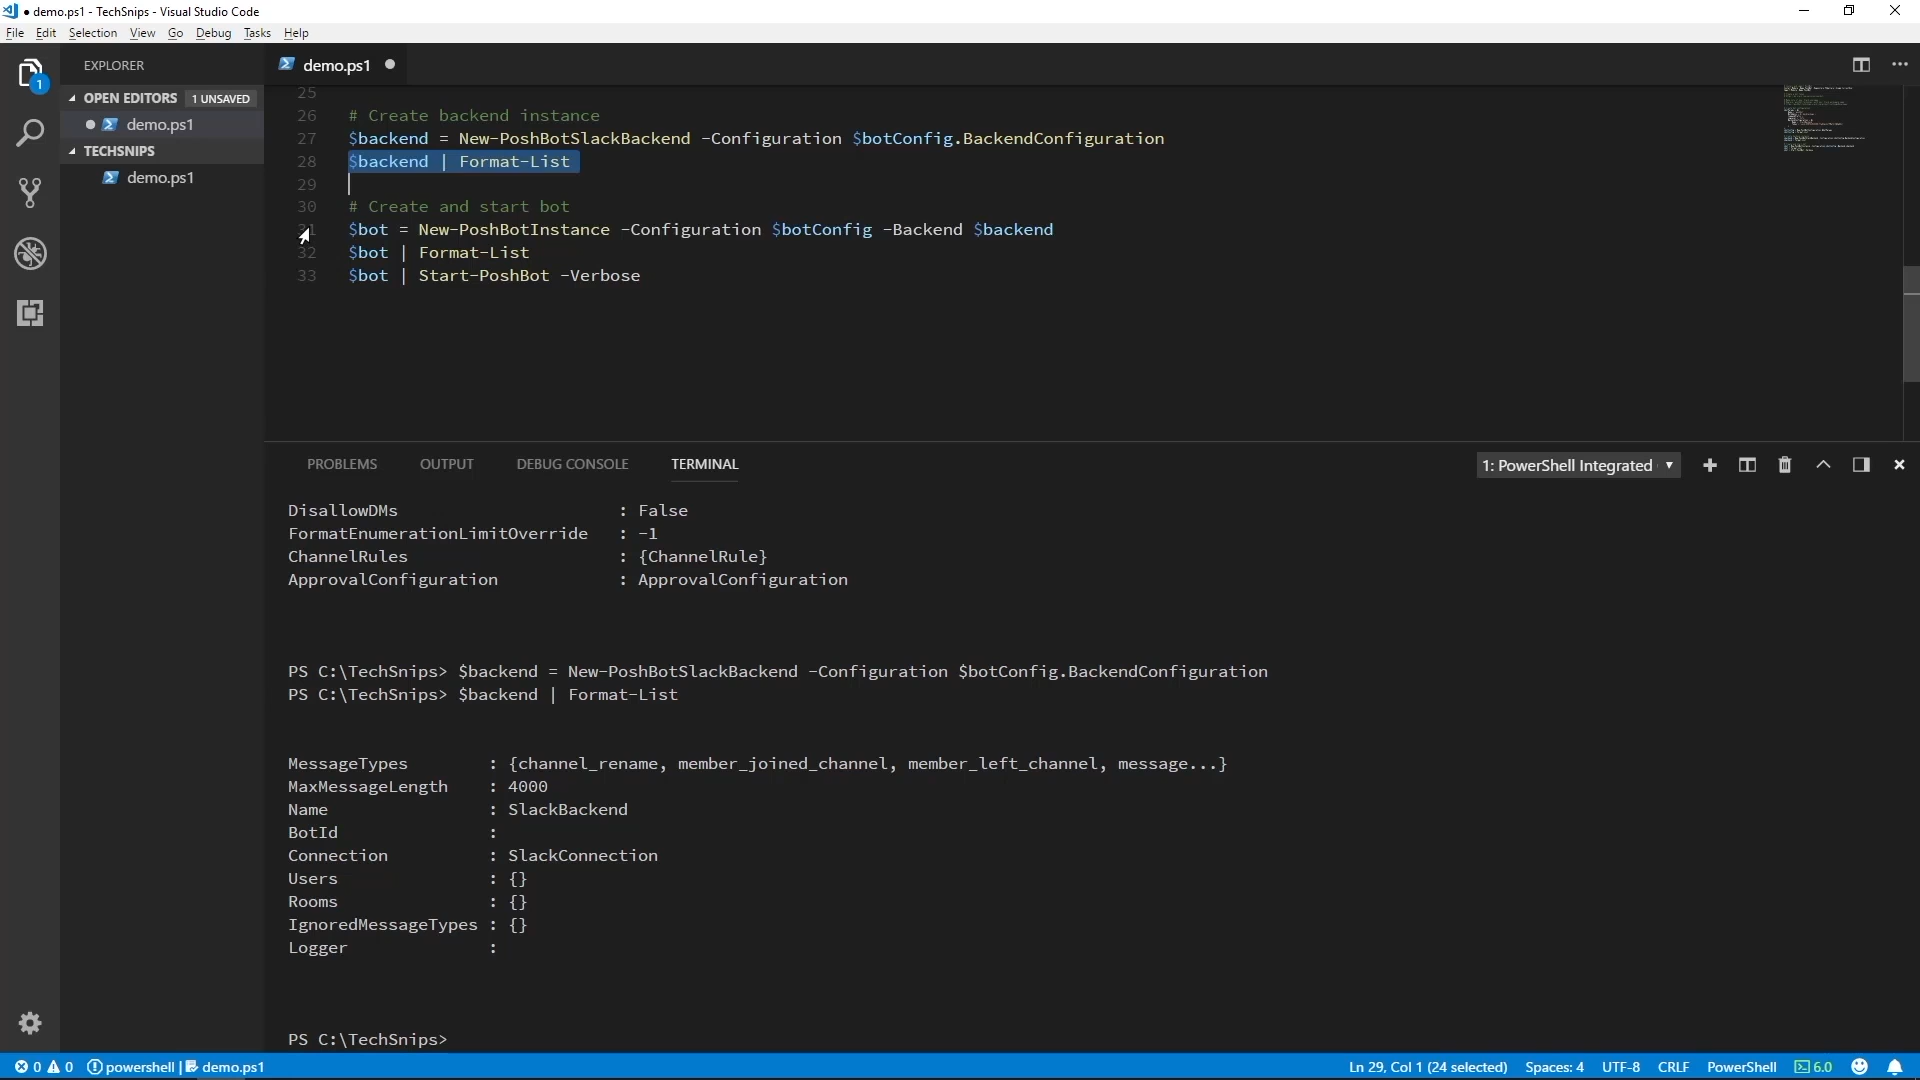 ● demo.ps1 - TechSnips - Visual Studio Code
File Edit Selection View Go Debug Tasks Help
1
EXPLORER
OPEN EDITORS 1 UNSAVED
demo.ps1
TECHSNIPS
demo.ps1
demo.ps1
25
26 # Create backend instance
27 $backend = New-PoshBotSlackBackend -Configuration $botConfig.BackendConfiguration
28 $backend | Format-List
29
30 # Create and start bot
31 $bot = New-PoshBotInstance -Configuration $botConfig -Backend $backend
32 $bot | Format-List
33 $bot | Start-PoshBot -Verbose
PROBLEMS OUTPUT DEBUG CONSOLE TERMINAL
1: PowerShell Integrated
DisallowDMs : False
FormatEnumerationLimitOverride : -1
ChannelRules : {ChannelRule}
ApprovalConfiguration : ApprovalConfiguration
PS C:\TechSnips> $backend = New-PoshBotSlackBackend -Configuration $botConfig.BackendConfiguration
PS C:\TechSnips> $backend | Format-List
MessageTypes : {channel_rename, member_joined_channel, member_left_channel, message...}
MaxMessageLength : 4000
Name : SlackBackend
BotId :
Connection : SlackConnection
Users : {}
Rooms : {}
IgnoredMessageTypes : {}
Logger :
PS C:\TechSnips>
0 0 powershell | demo.ps1
Ln 29, Col 1 (24 selected) Spaces: 4 UTF-8 CRLF PowerShell 6.0